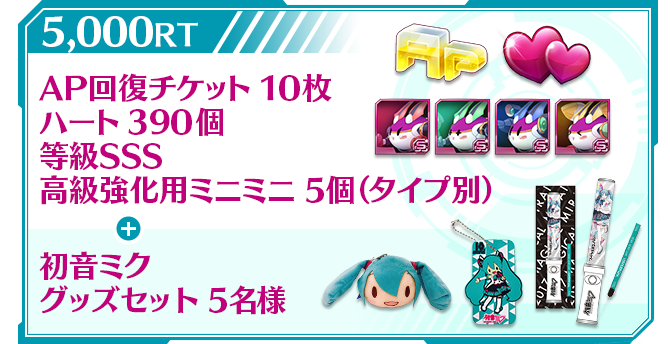 5,000RT
AP回復チケット 10枚
ハート 390個
等級SSS
高級強化用ミニミニ 5個(タイプ別)
+
初音ミク
グッズセット 5名様
AP
S
S
S
S